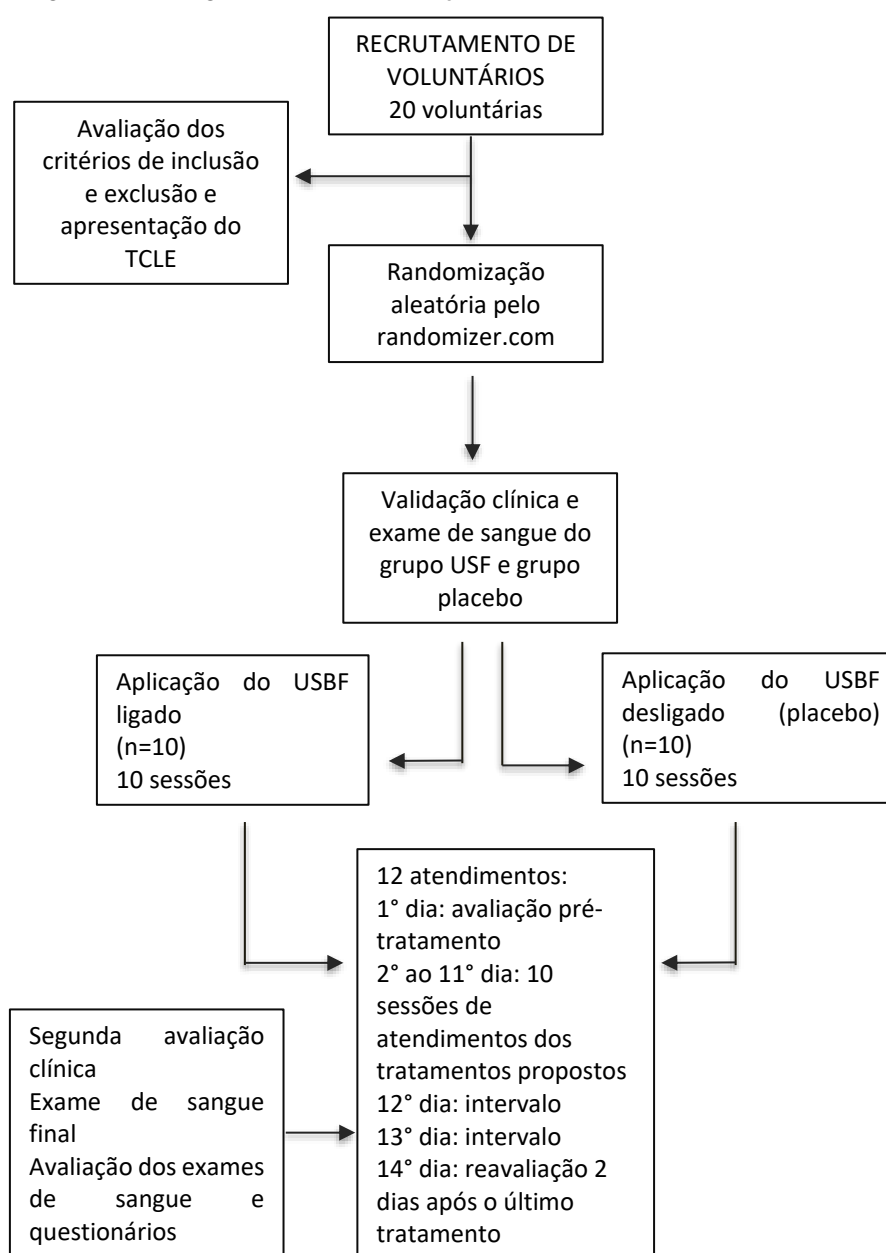 RECRUTAMENTO DE
VOLUNTÁRIOS
20 voluntárias
Avaliação dos
critérios de inclusão
e exclusão e
apresentação do
TCLE
Randomização
aleatória pelo
randomizer.com
Validação clínica e
exame de sangue do
grupo USF e grupo
placebo
Aplicação do USBF
ligado
(n=10)
10 sessões
Aplicação do USBF
desligado (placebo)
(n=10)
10 sessões
12 atendimentos:
1° dia: avaliação pré-
tratamento
2° ao 11° dia: 10
sessões de
atendimentos dos
tratamentos propostos
12° dia: intervalo
13° dia: intervalo
14° dia: reavaliação 2
dias após o último
tratamento
Segunda avaliação
clínica
Exame de sangue
final
Avaliação dos exames
de sangue e
questionários